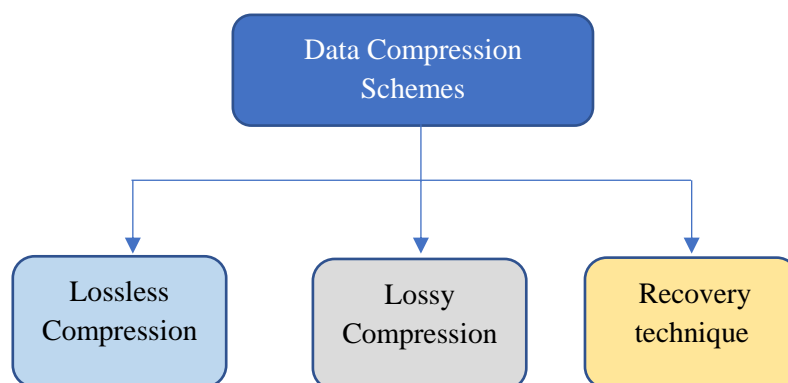 Data Compression
Schemes
Lossless
Compression
Lossy
Compression
Recovery
technique